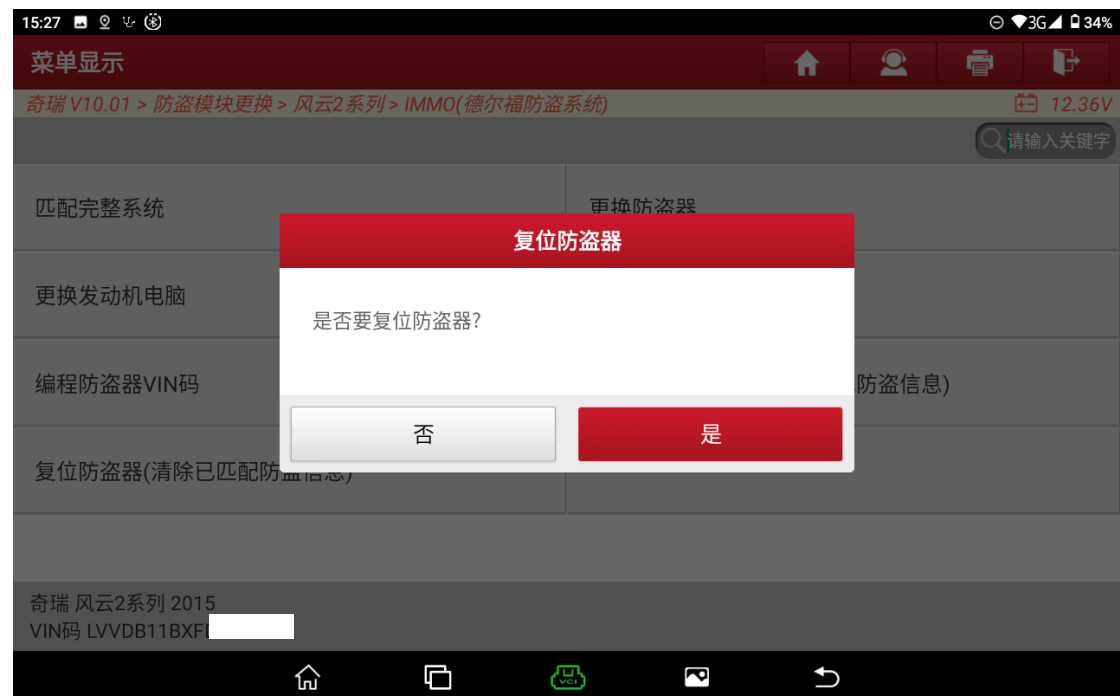 15:27
3G 34%
菜单显示
奇瑞 V10.01 > 防盗模块更换 > 风云2系列 > IMMO(德尔福防盗系统)
12.36V
请输入关键字
匹配完整系统
更换防盗器
复位防盗器
更换发动机电脑
是否要复位防盗器?
编程防盗器VIN码
防盗信息)
否
是
复位防盗器(清除已匹配防盗信息)
奇瑞 风云2系列 2015
VIN码 LVVDB11BXF
VCI